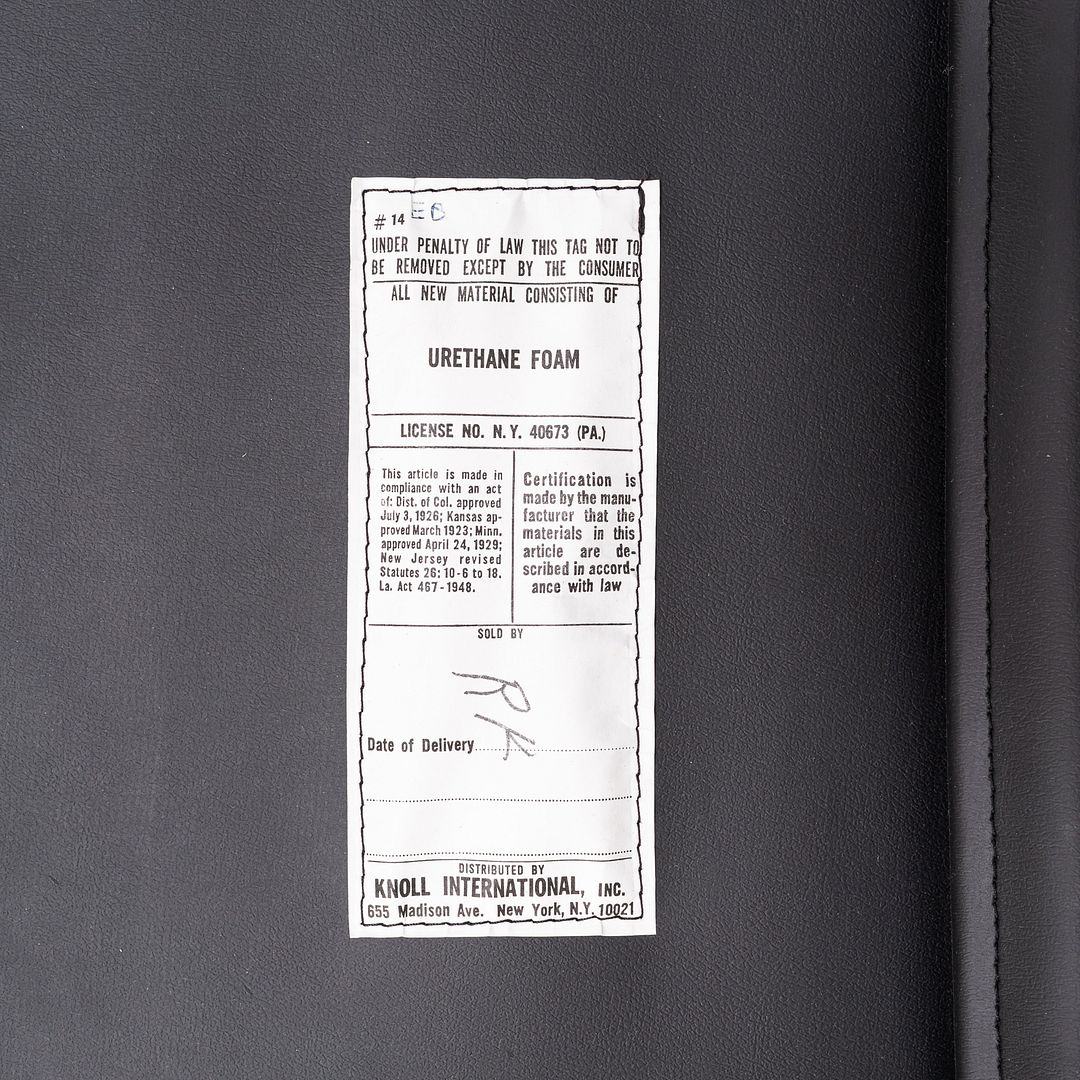 # 14 EB
UNDER PENALTY OF LAW THIS TAG NOT TO
BE REMOVED EXCEPT BY THE CONSUMER
ALL NEW MATERIAL CONSISTING OF
URETHANE FOAM
LICENSE NO. N.Y. 40673 (PA.)
This article is made in
compliance with an act
of: Dist. of Col. approved
July 3, 1926; Kansas ap-
proved March 1923; Minn.
approved April 24, 1929;
New Jersey revised
Statutes 26: 10-6 to 18.
La. Act 467-1948.
Certification is
made by the manu-
facturer that the
materials in this
article are de-
scribed in accord-
ance with law
SOLD BY
RK
Date of Delivery
DISTRIBUTED BY
KNOLL INTERNATIONAL, INC.
655 Madison Ave. New York, N.Y. 10021